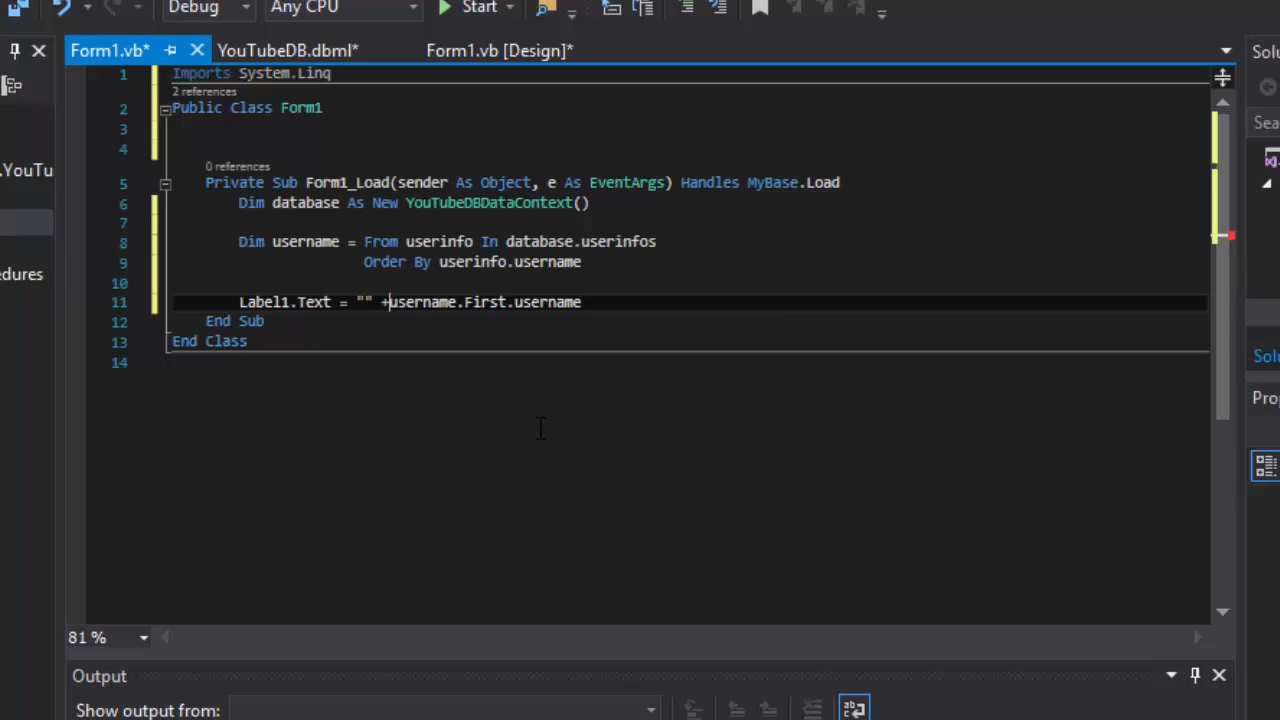 Debug Any CPU Start
Form1.vb* YouTubeDB.dbml* Form1.vb [Design]* Solu
1 Imports System.Linq
2 references
2 Public Class Form1
3
4
0 references
5 Private Sub Form1_Load(sender As Object, e As EventArgs) Handles MyBase.Load
6 Dim database As New YouTubeDBDataContext()
7
8 Dim username = From userinfo In database.userinfos
9 Order By userinfo.username
10
11 Label1.Text = "" +username.First.username
12 End Sub
13 End Class
14
.YouTu
edures
Sea
Solu
Prop
81 %
Output
Show output from: